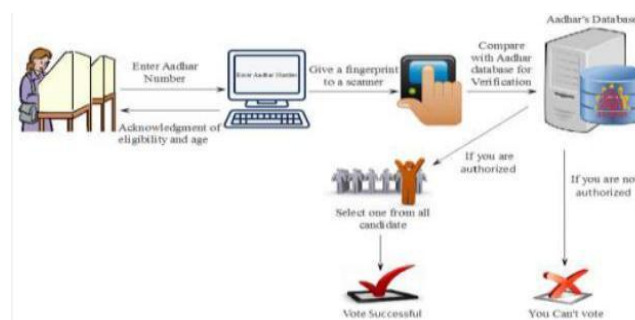 Aadhar's Database
Enter Aadhar
Number
Enter Aadhar Number
Give a fingerprint
to a scanner
Compare
with Aadhar
database for
Verification
Acknowledgment of
eligibility and age
If you are
authorized
If you are not
authorized
Select one from all
candidate
Vote Successful
You Can't vote